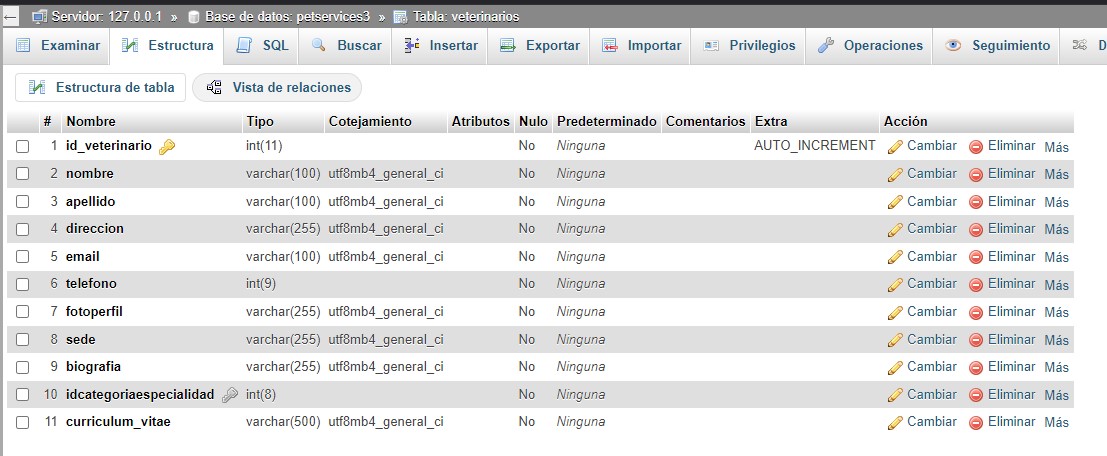 Servidor: 127.0.0.1 » Base de datos: petservices3 » Tabla: veterinarios
Examinar Estructura SQL Buscar Insertar Exportar Importar Privilegios Operaciones Seguimiento D
Estructura de tabla Vista de relaciones
# Nombre Tipo Cotejamiento Atributos Nulo Predeterminado Comentarios Extra Acción
1 id_veterinario int(11) No Ninguna AUTO_INCREMENT Cambiar Eliminar Más
2 nombre varchar(100) utf8mb4_general_ci No Ninguna Cambiar Eliminar Más
3 apellido varchar(100) utf8mb4_general_ci No Ninguna Cambiar Eliminar Más
4 direccion varchar(255) utf8mb4_general_ci No Ninguna Cambiar Eliminar Más
5 email varchar(100) utf8mb4_general_ci No Ninguna Cambiar Eliminar Más
6 telefono int(9) No Ninguna Cambiar Eliminar Más
7 fotoperfil varchar(255) utf8mb4_general_ci No Ninguna Cambiar Eliminar Más
8 sede varchar(255) utf8mb4_general_ci No Ninguna Cambiar Eliminar Más
9 biografia varchar(255) utf8mb4_general_ci No Ninguna Cambiar Eliminar Más
10 idcategoriaespecialidad int(8) No Ninguna Cambiar Eliminar Más
11 curriculum_vitae varchar(500) utf8mb4_general_ci No Ninguna Cambiar Eliminar Más